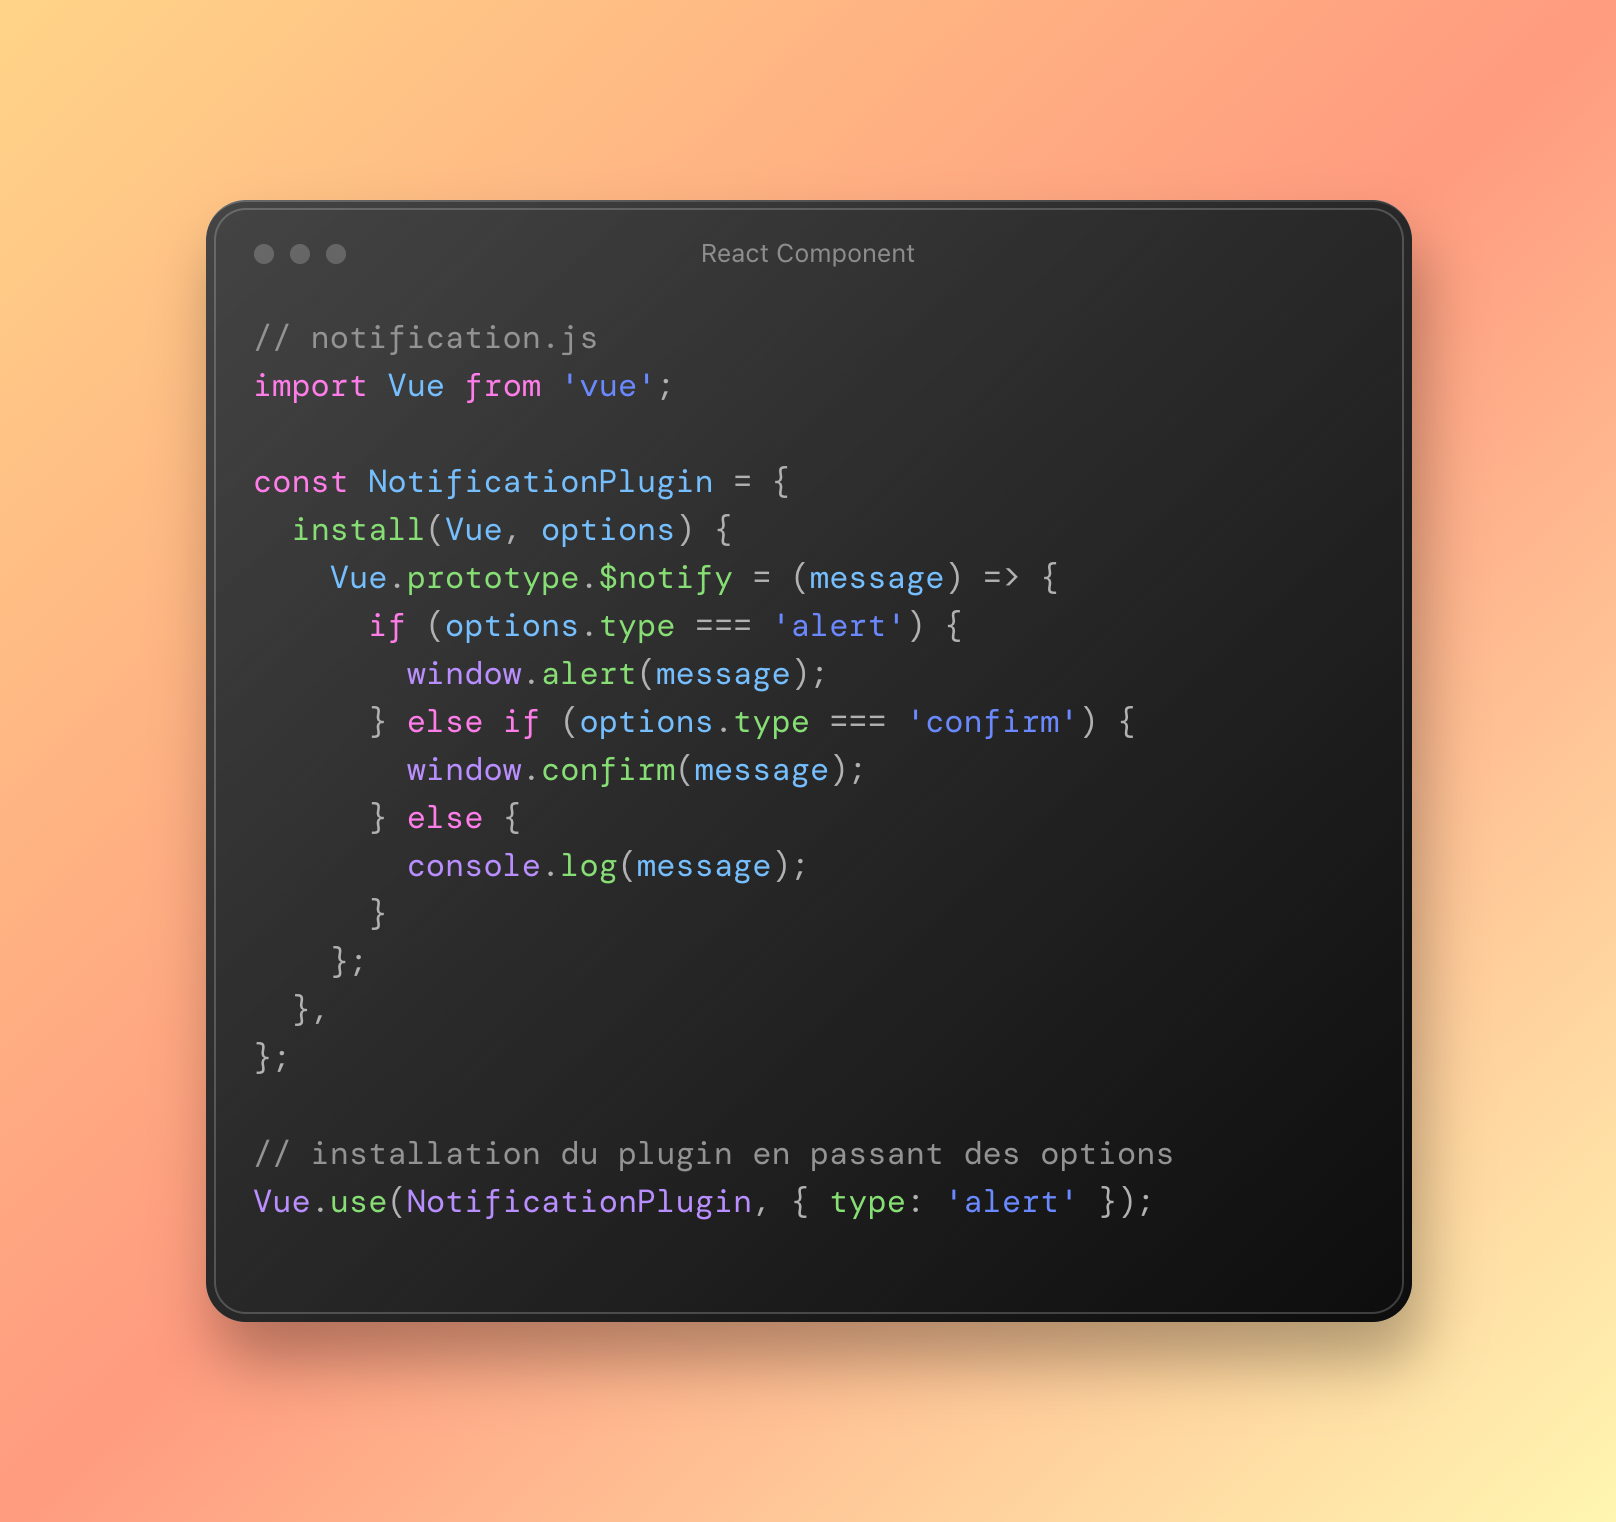 React Component
// notification.js
import Vue from 'vue';

const NotificationPlugin = {
  install(Vue, options) {
    Vue.prototype.$notify = (message) => {
      if (options.type === 'alert') {
        window.alert(message);
      } else if (options.type === 'confirm') {
        window.confirm(message);
      } else {
        console.log(message);
      }
    };
  },
};

// installation du plugin en passant des options
Vue.use(NotificationPlugin, { type: 'alert' });